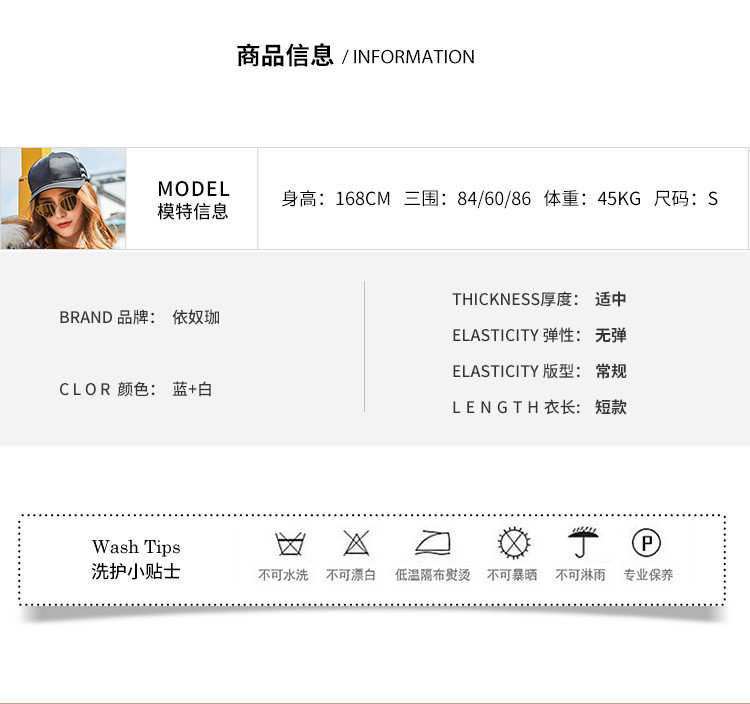 商品信息 / INFORMATION
MODEL
模特信息
身高：168CM 三围：84/60/86 体重：45KG 尺码：S
BRAND 品牌： 依奴珈
CLOR 颜色： 蓝+白
THICKNESS厚度： 适中
ELASTICITY 弹性： 无弹
ELASTICITY 版型： 常规
LENGTH 衣长: 短款
Wash Tips
洗护小贴士
不可水洗 不可漂白 低温隔布熨烫 不可暴晒 不可淋雨 专业保养
P